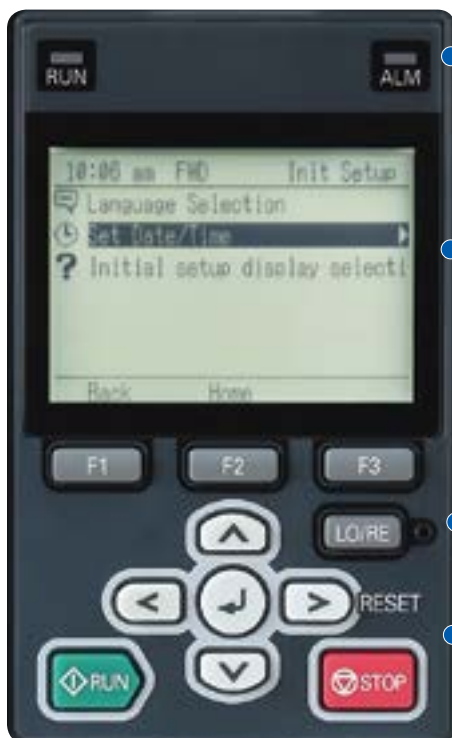 RUN ALM
10:06 am FWD Init Setup
Language Selection
Set Date/Time
? Initial setup display selecti
Back Home
F1 F2 F3
LO/RE
RESET
RUN STOP